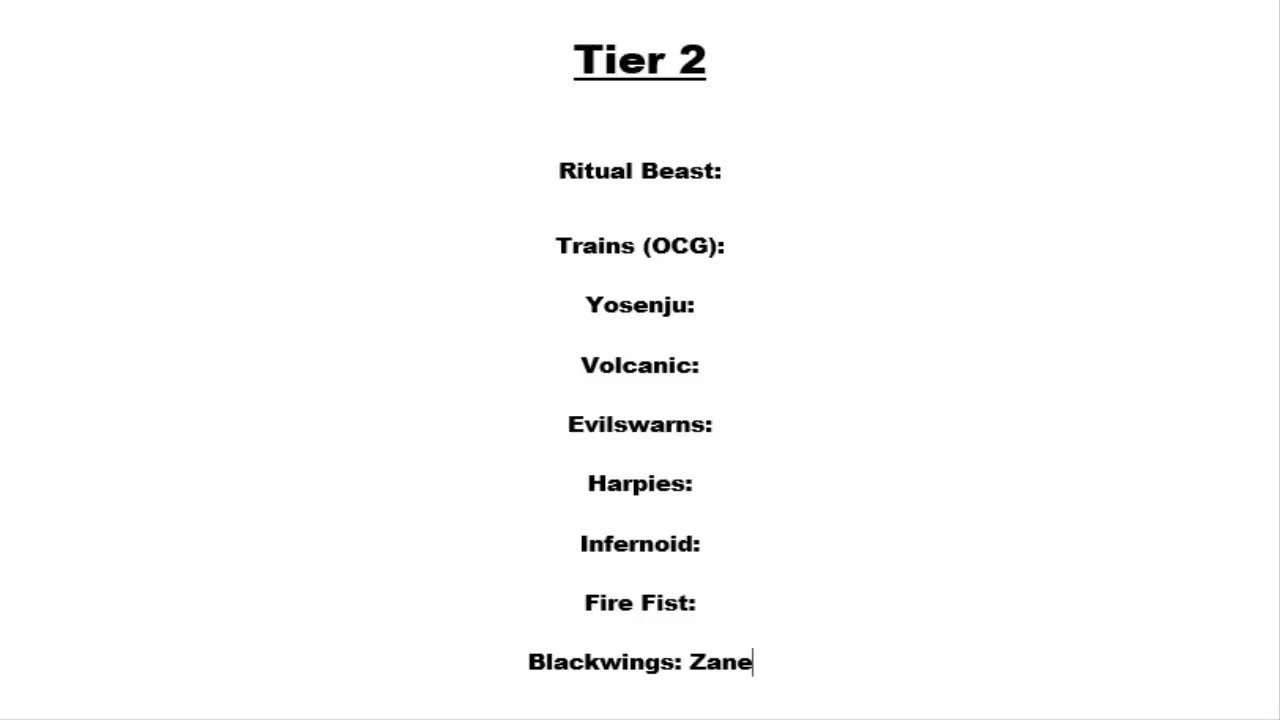 Tier 2
Ritual Beast:
Trains (OCG):
Yosenju:
Volcanic:
Evilswarns:
Harpies:
Infernoid:
Fire Fist:
Blackwings: Zane